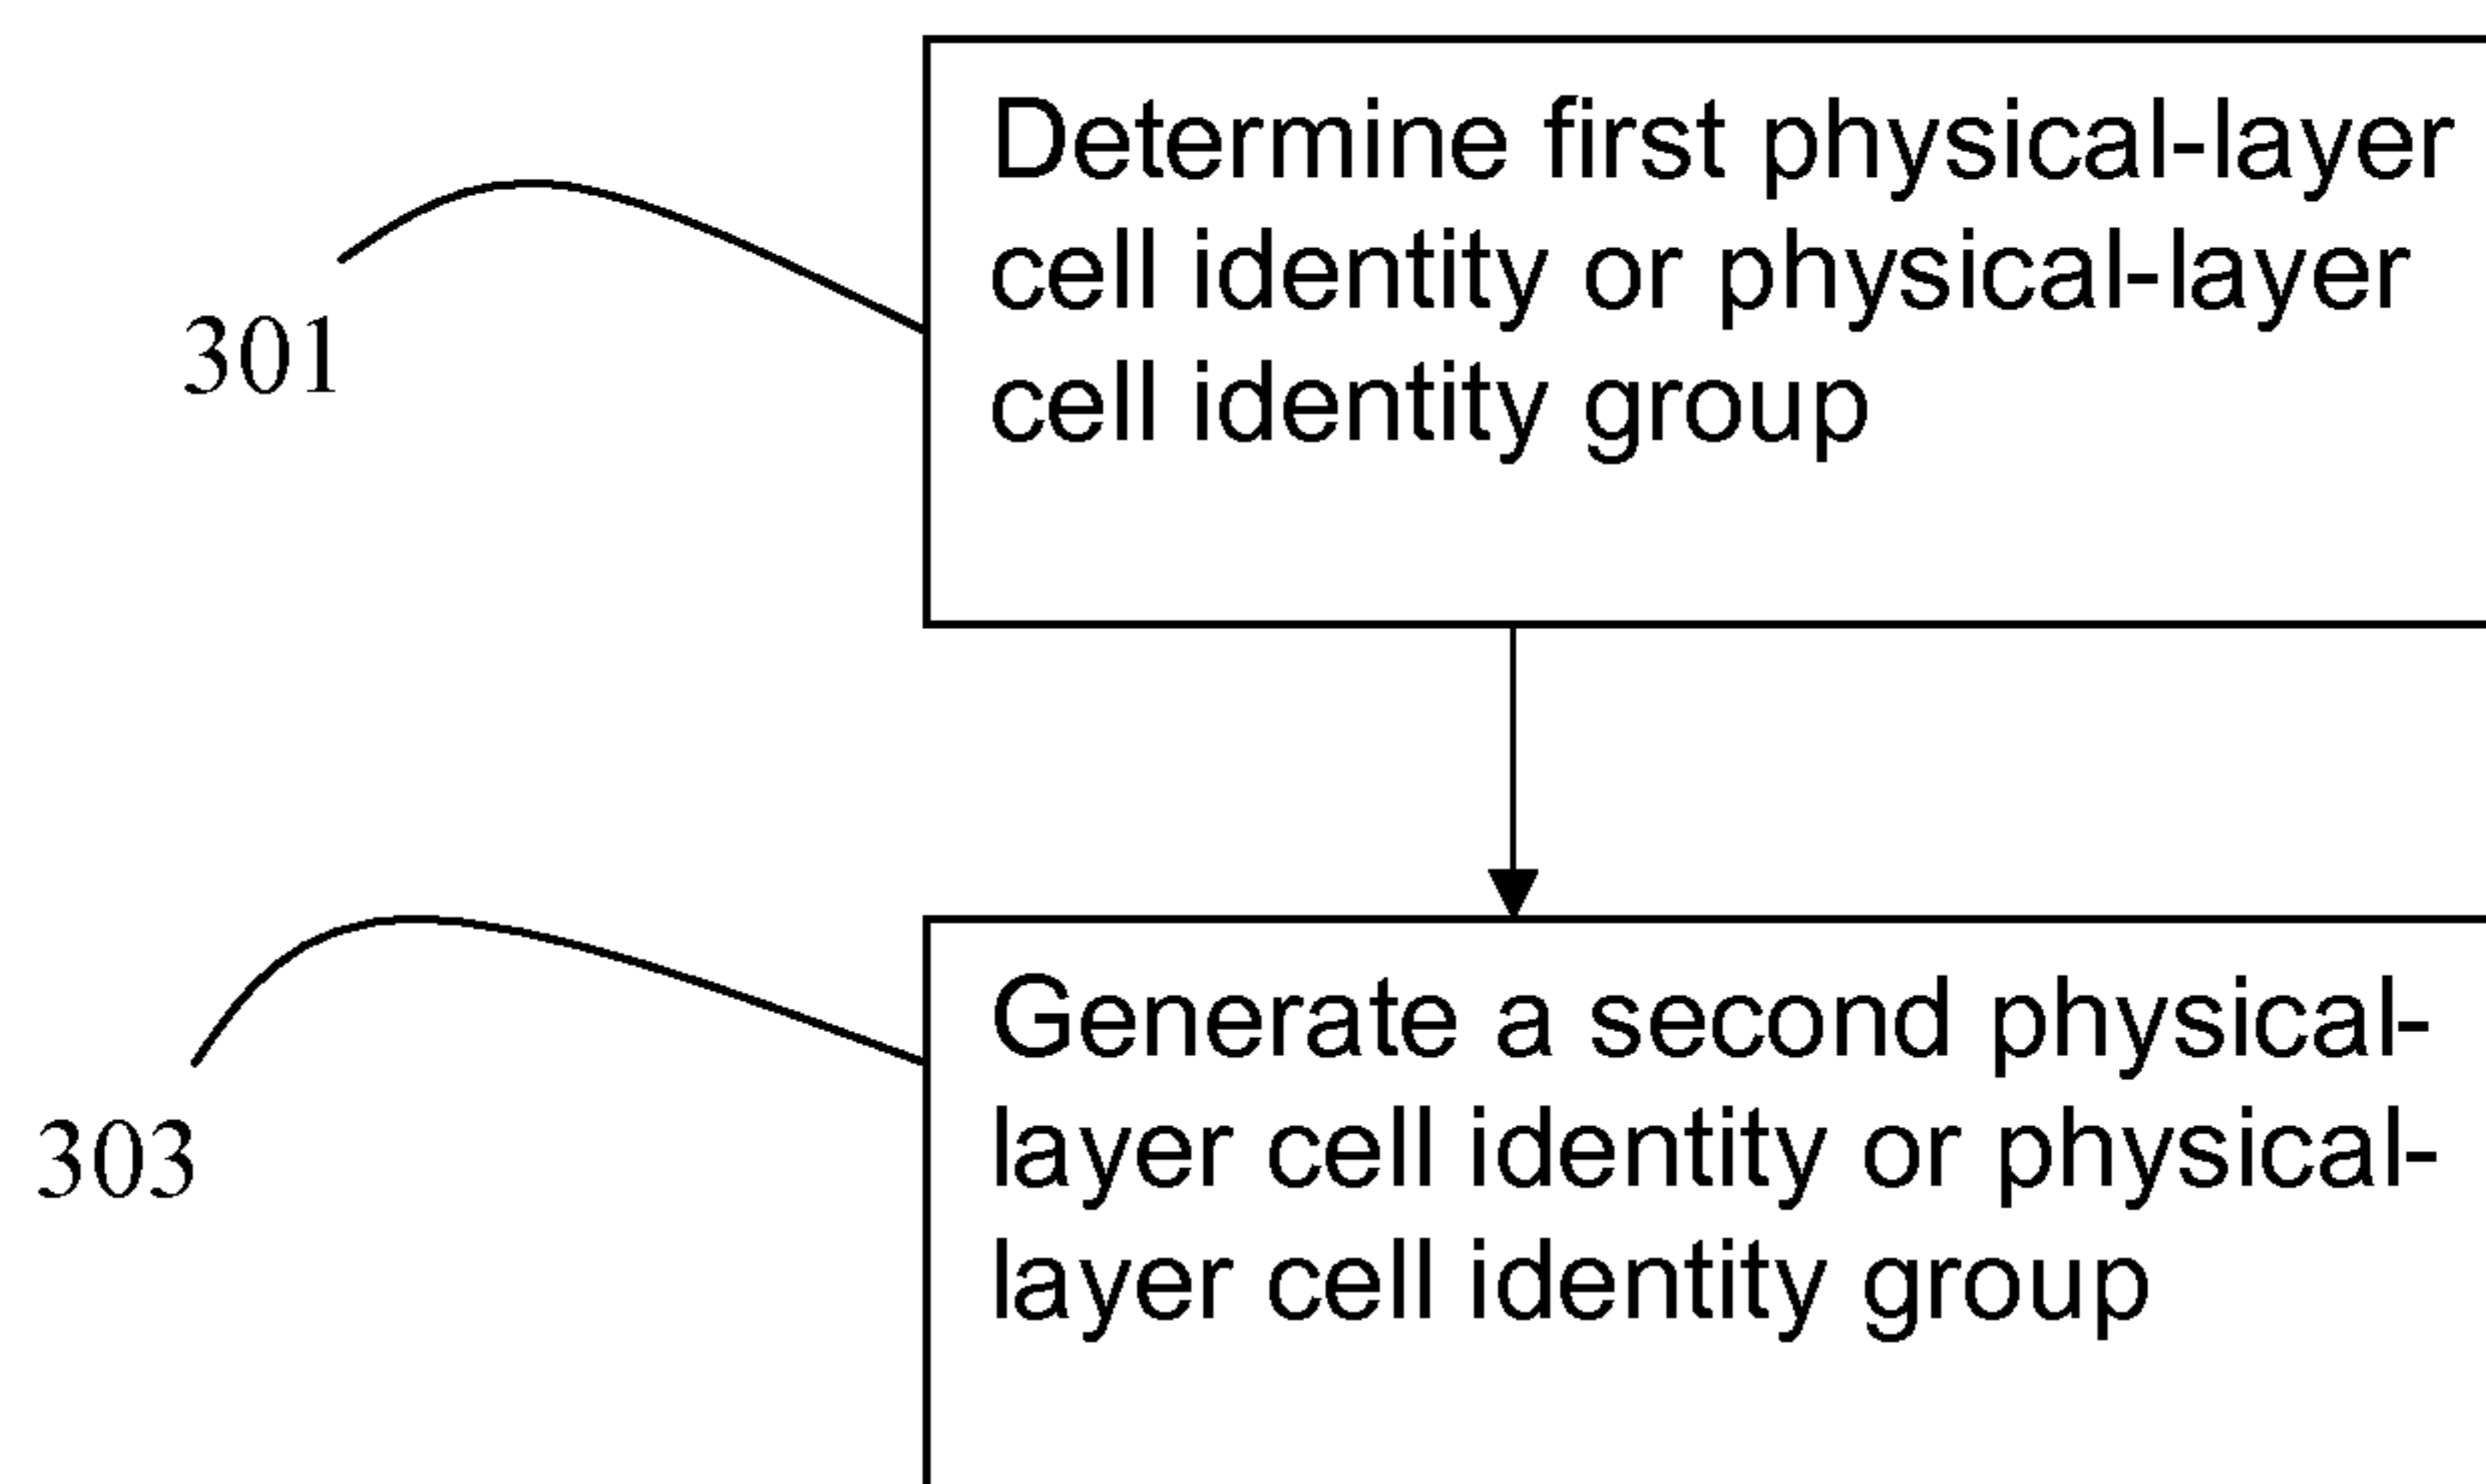 Determine first physical-layer
cell identity or physical-layer
cell identity group
301
Generate a second physical-
layer cell identity or physical-
layer cell identity group
303